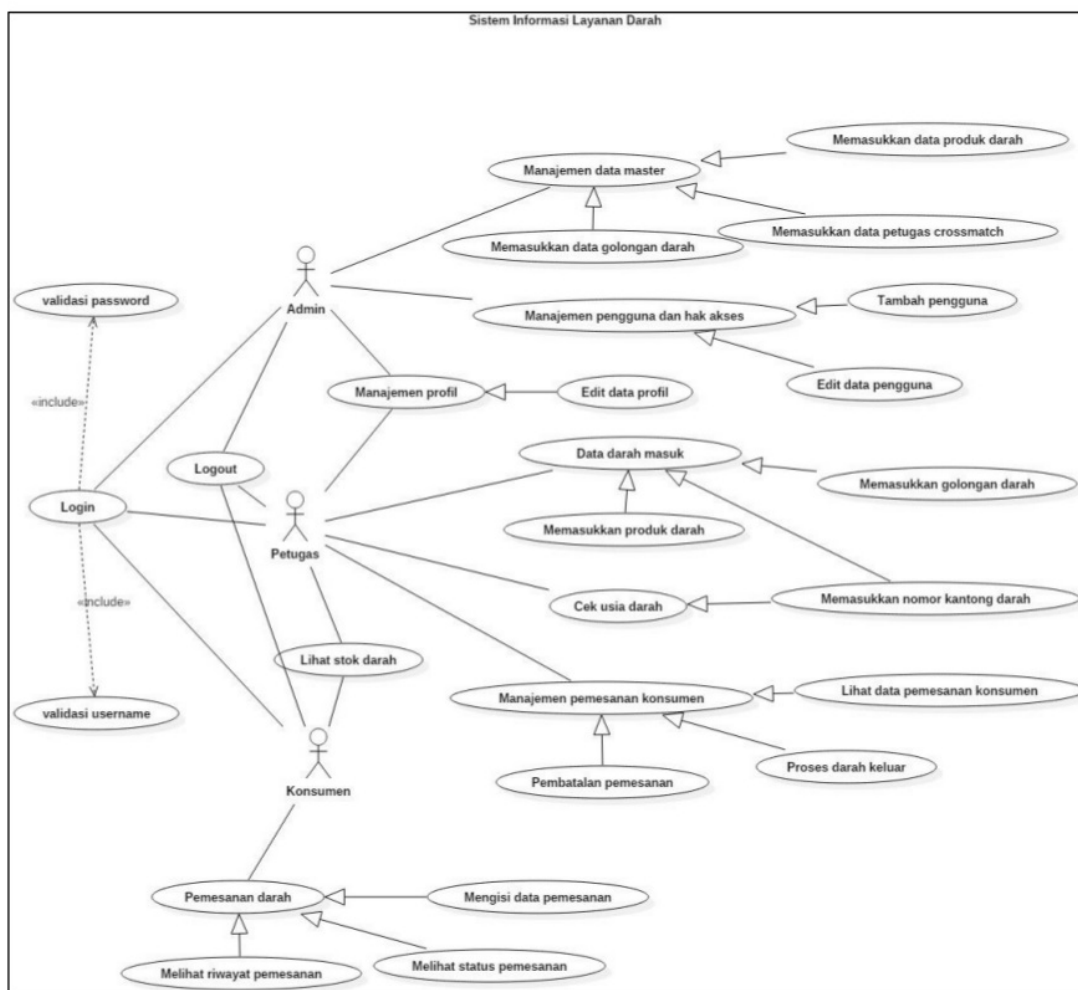 Sistem Informasi Layanan Darah
Memasukkan data produk darah
Manajemen data master
Memasukkan data petugas crossmatch
Memasukkan data golongan darah
validasi password
Admin
Tambah pengguna
Manajemen pengguna dan hak akses
Edit data pengguna
Manajemen profil
Edit data profil
«include»
Logout
Data darah masuk
Memasukkan golongan darah
Login
Memasukkan produk darah
Petugas
Cek usia darah
Memasukkan nomor kantong darah
«include»
Lihat stok darah
Lihat data pemesanan konsumen
Manajemen pemesanan konsumen
validasi username
Proses darah keluar
Pembatalan pemesanan
Konsumen
Pemesanan darah
Mengisi data pemesanan
Melihat status pemesanan
Melihat riwayat pemesanan